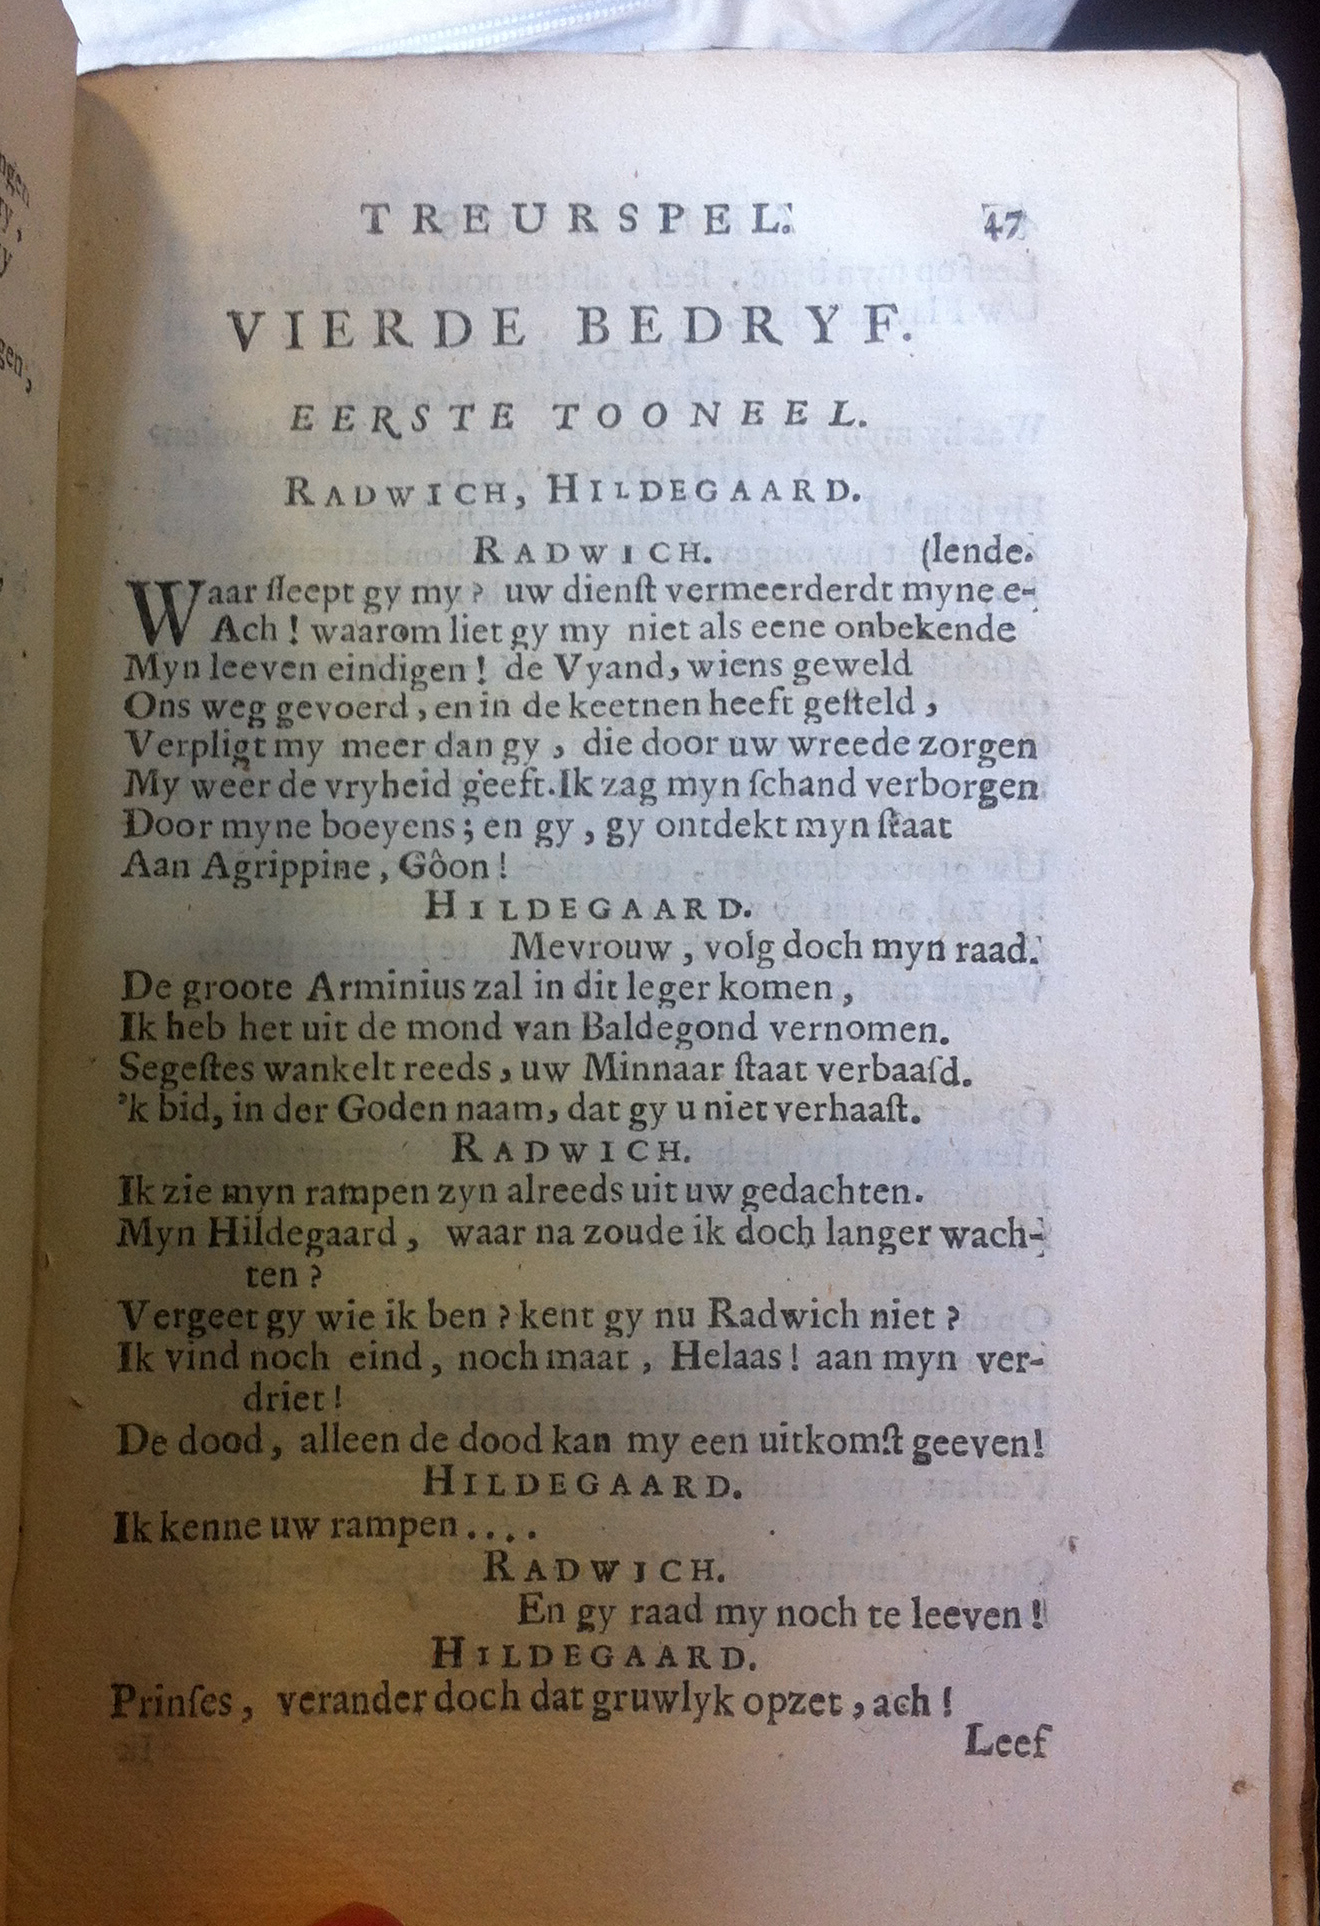 TREURSPEL. 47
VIERDE BEDRYF.
EERSTE TOONEEL.
RADWICH, HILDEGAARD.
RADWICH. (lende.
Waar ſleept gy my? uw dienſt vermeerderdt myne e-
Ach! waarom liet gy my niet als eene onbekende
Myn leeven eindigen! de Vyand, wiens geweld
Ons weg gevoerd, en in de keetnen heeft geſteld,
Verpligt my meer dan gy, die door uw wreede zorgen
My weêr de vryheid geeft. Ik zag myn ſchand verborgen
Door myne boeyens; en gy, gy ontdekt myn ſtaat
Aan Agrippine, Gôon!
HILDEGAARD.
Mevrouw, volg doch myn raad.
De groote Arminius zal in dit leger komen,
Ik heb het uit de mond van Baldegond vernomen.
Segeſtes wankelt reeds, uw Minnaar ſtaat verbaaſd.
'k bid, in der Goden naam, dat gy u niet verhaaſt.
RADWICH.
Ik zie myn rampen zyn alreeds uit uw gedachten.
Myn Hildegaard, waar na zoude ik doch langer wach-
ten?
Vergeet gy wie ik ben? kent gy nu Radwich niet?
Ik vind noch eind, noch maat, Helaas! aan myn ver-
driet!
De dood, alleen de dood kan my een uitkomſt geeven!
HILDEGAARD.
Ik kenne uw rampen....
RADWICH.
En gy raad my noch te leeven!
HILDEGAARD.
Prinſes, verander doch dat gruwlyk opzet, ach!
Leef